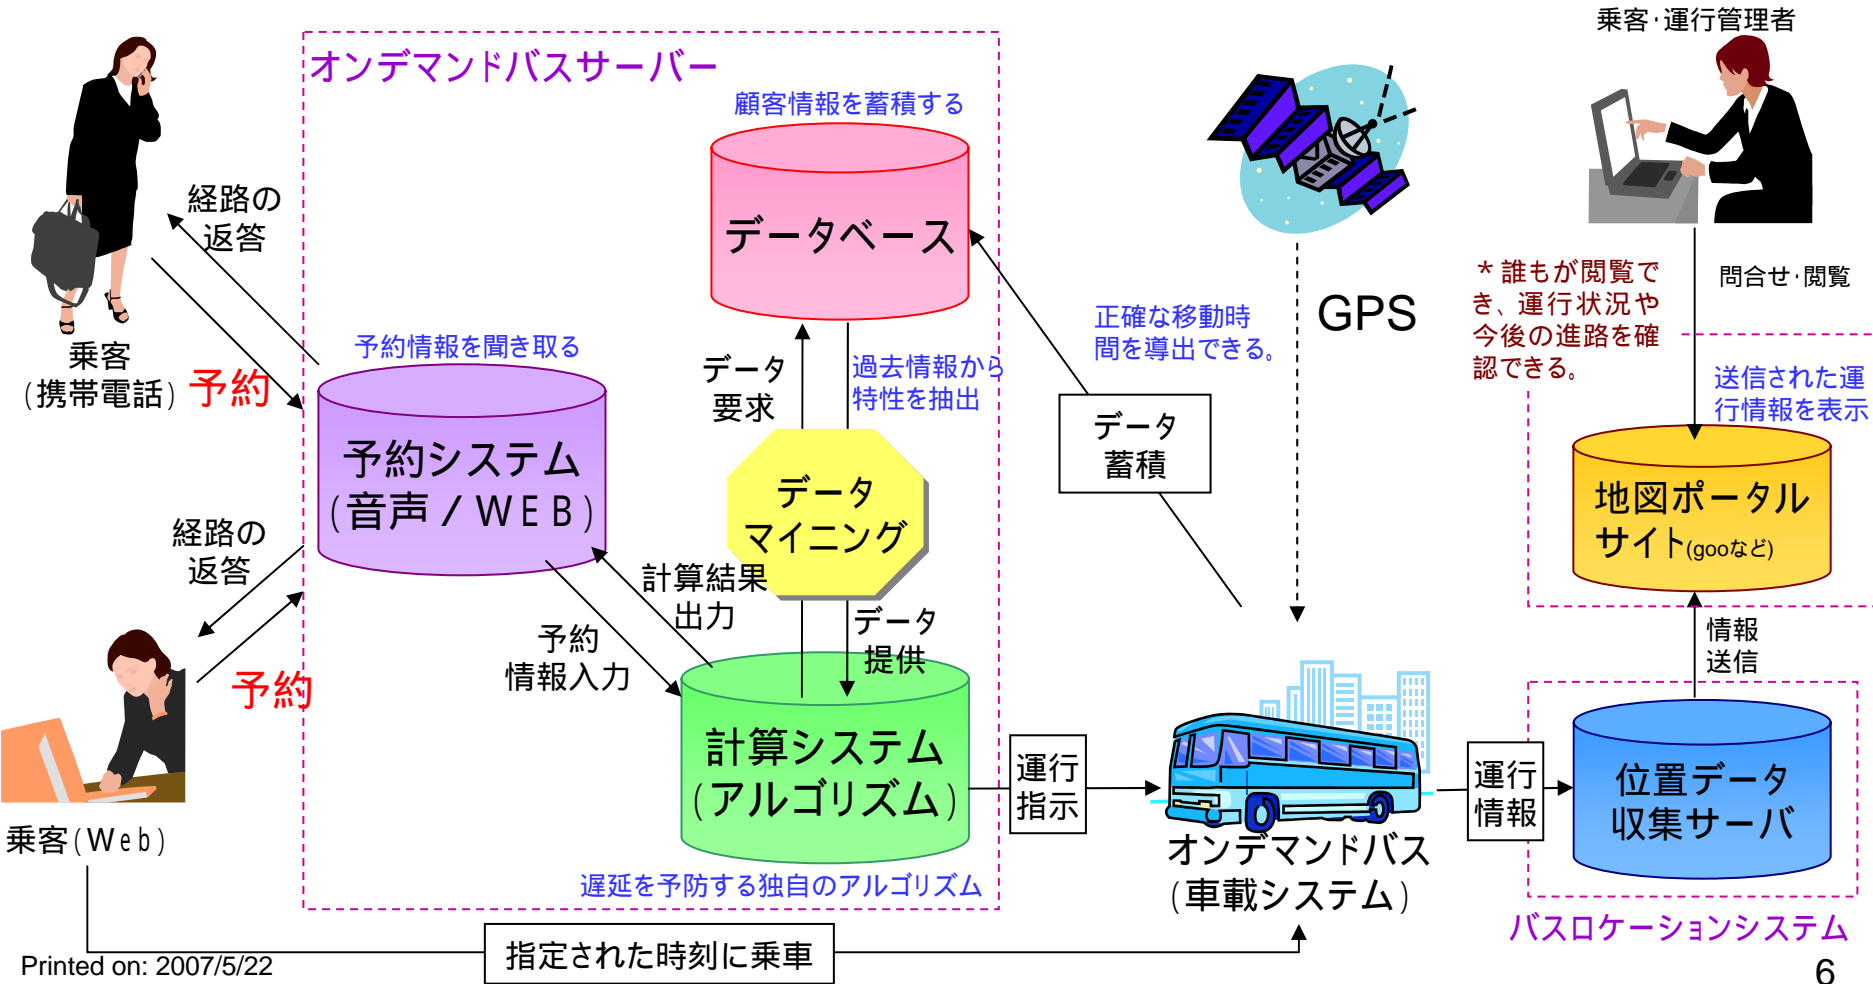 乗客･運行管理者
オンデマンドバスサーバー
顧客情報を蓄積する
データベース
経路の
返答
乗客
(携帯電話)
予約
予約情報を聞き取る
予約システム
(音声／ＷＥＢ)
データ
要求
過去情報から
特性を抽出
データ
マイニング
正確な移動時
間を導出できる。
GPS
データ
蓄積
＊誰もが閲覧で
き、運行状況や
今後の進路を確
認できる。
問合せ･閲覧
送信された運
行情報を表示
地図ポータル
サイト(gooなど)
経路の
返答
予約
乗客(Ｗｅｂ)
計算結果
出力
予約
情報入力
データ
提供
計算システム
(アルゴリズム)
遅延を予防する独自のアルゴリズム
運行
指示
オンデマンドバス
(車載システム)
運行
情報
情報
送信
位置データ
収集サーバ
バスロケーションシステム
指定された時刻に乗車
Printed on: 2007/5/22
6